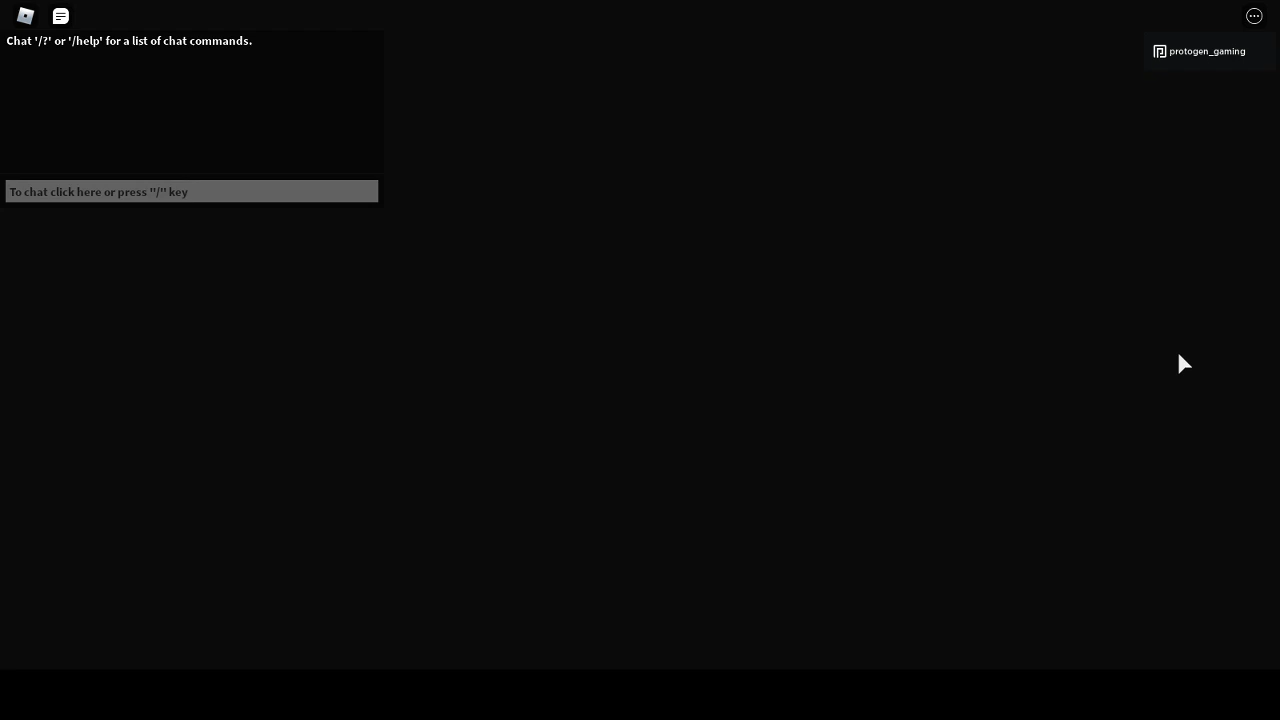 Chat '/?' or '/help' for a list of chat commands.
protogen_gaming
To chat click here or press "/" key